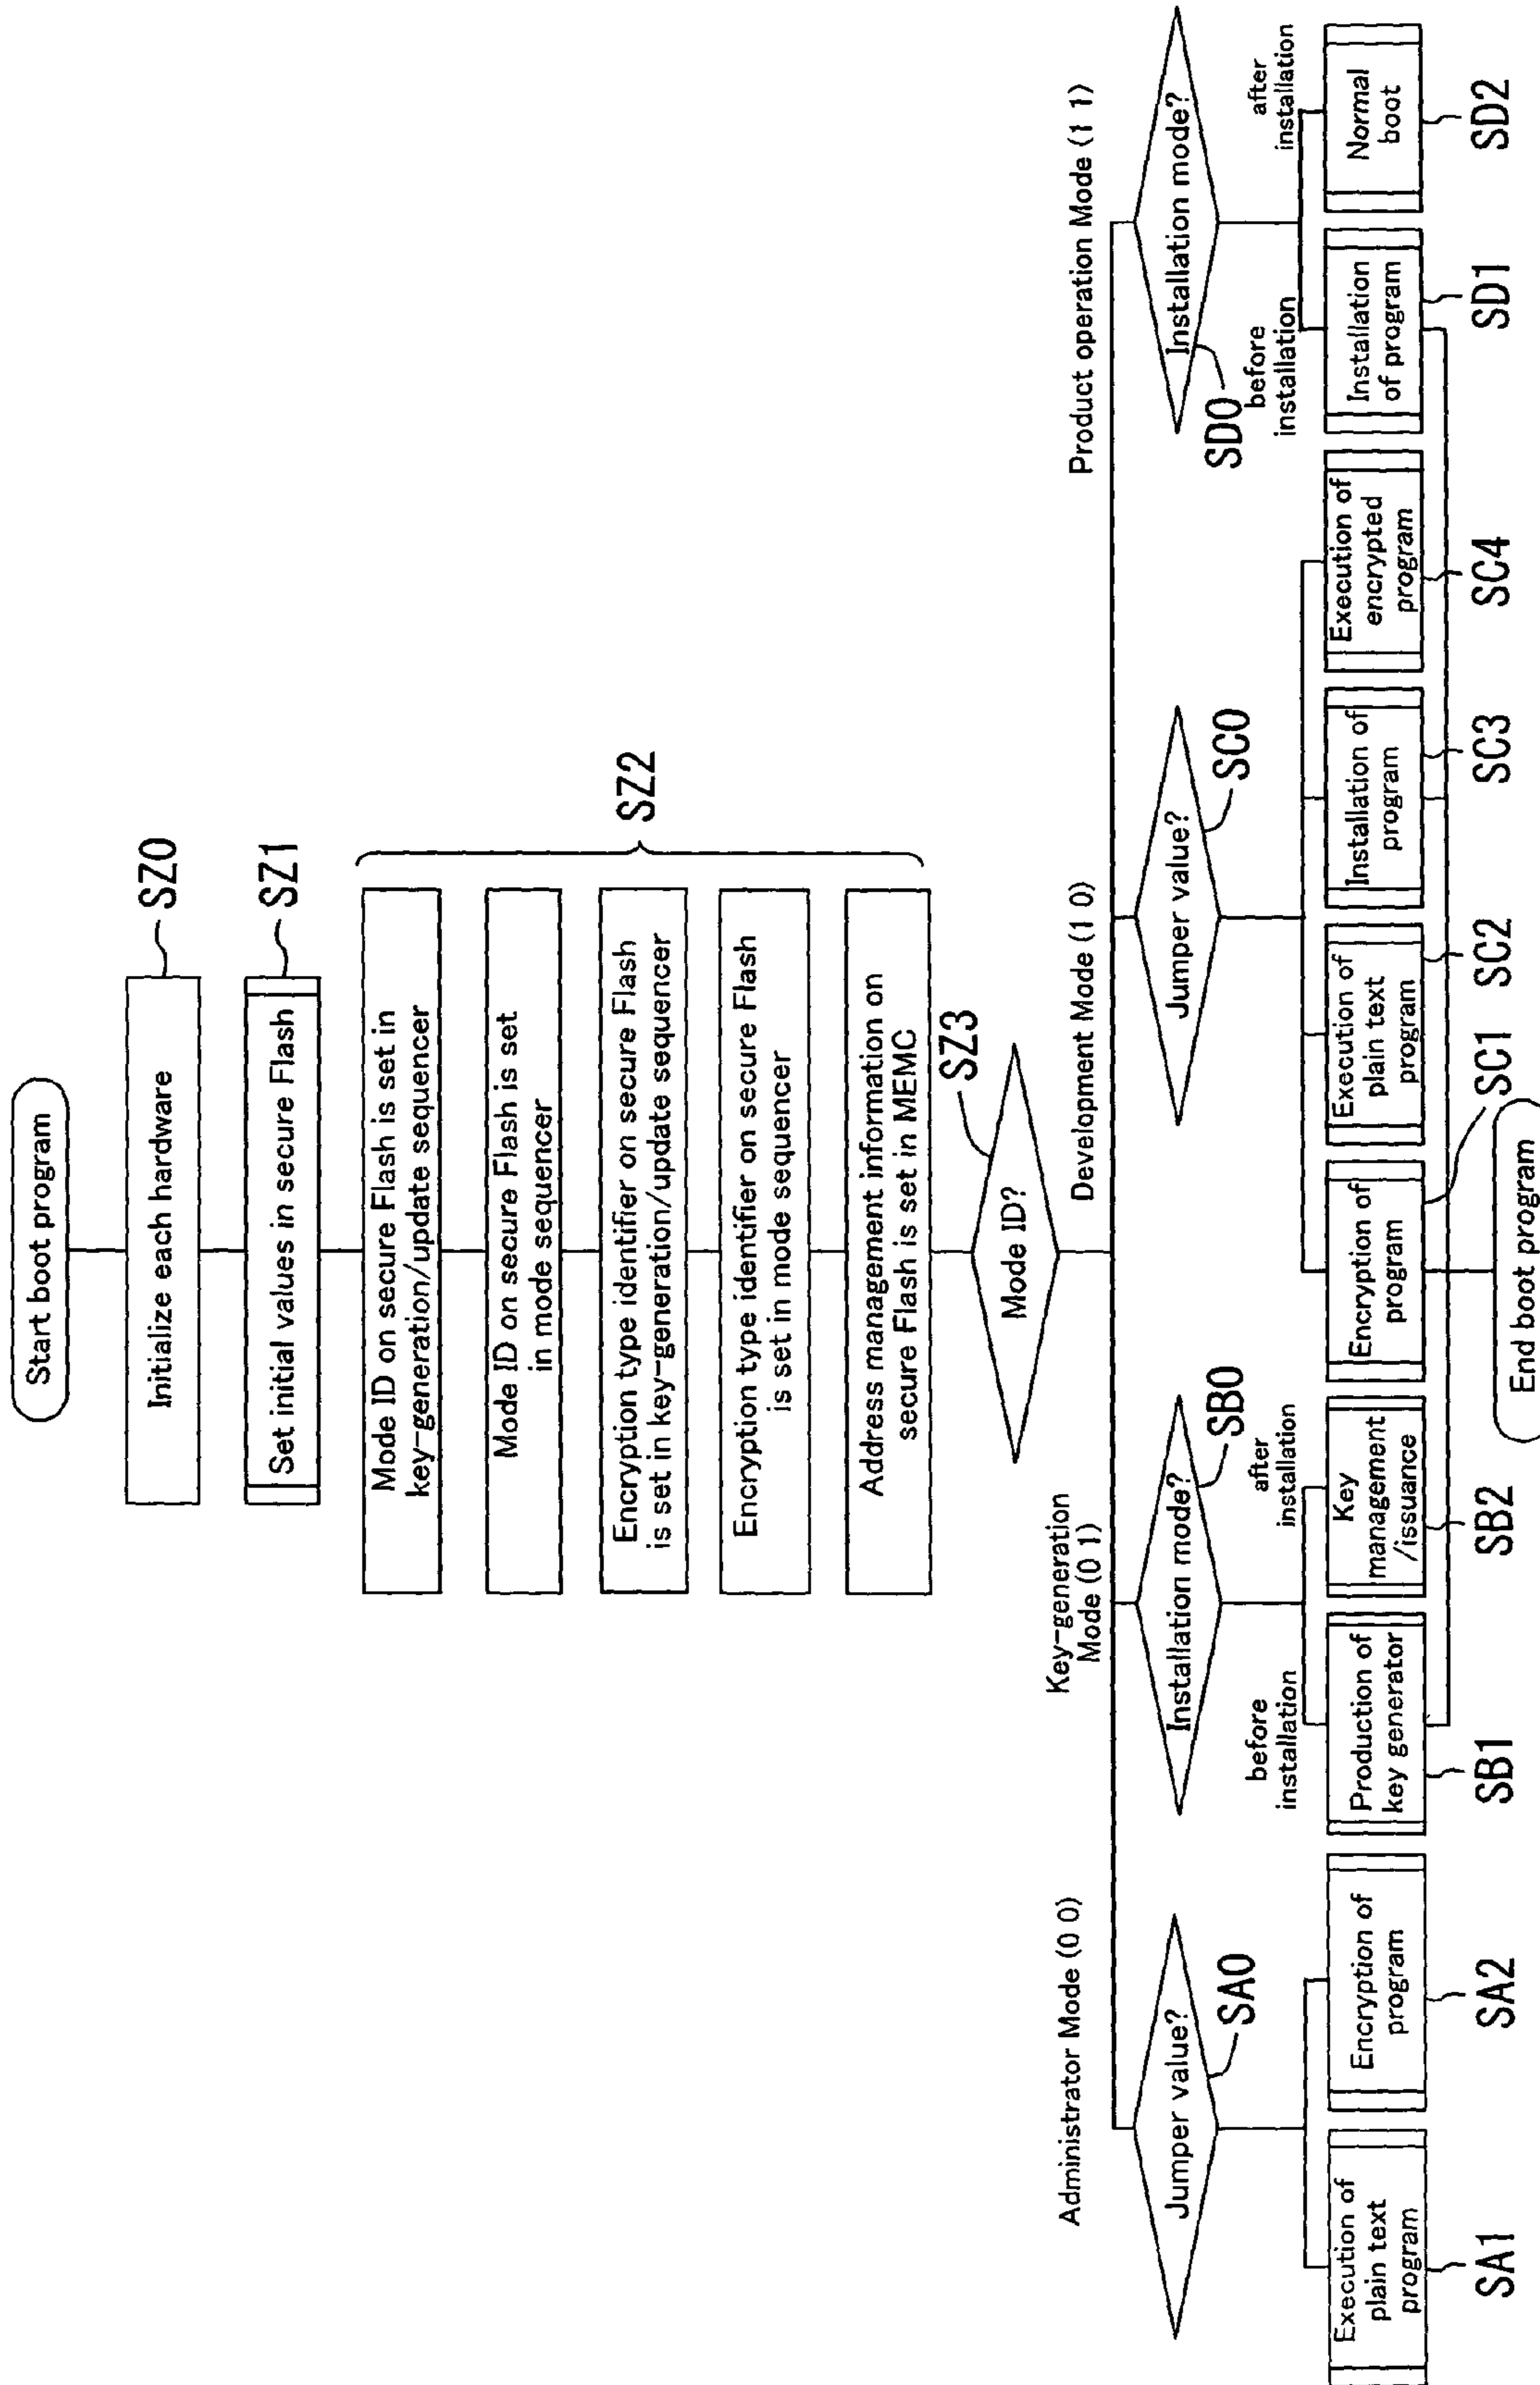 Start boot program
Initialize each hardware
SZ0
Set initial values in secure Flash
SZ1
Mode ID on secure Flash is set in
key-generation/update sequencer
Mode ID on secure Flash is set
in mode sequencer
Encryption type identifier on secure Flash
is set in key-generation/update sequencer
SZ2
Encryption type identifier on secure Flash
is set in mode sequencer
Address management information on
secure Flash is set in MEMC
SZ3
Mode ID?
Administrator Mode (0 0)
Key-generation
Mode (0 1)
Development Mode (1 0)
Product operation Mode (1 1)
Jumper value?
SA0
Installation mode?
SB0
Jumper value?
SC0
Installation mode?
SD0
before
installation
after
installation
before
installation
after
installation
Execution of
plain text
program
Encryption of
program
Production of
key generator
Key
management
/issuance
Encryption of
program
Execution of
plain text
program
Installation of
program
Execution of
encrypted
program
Installation
of program
Normal
boot
SA1
SA2
SB1
SB2
SC1
SC2
SC3
SC4
SD1
SD2
End boot program